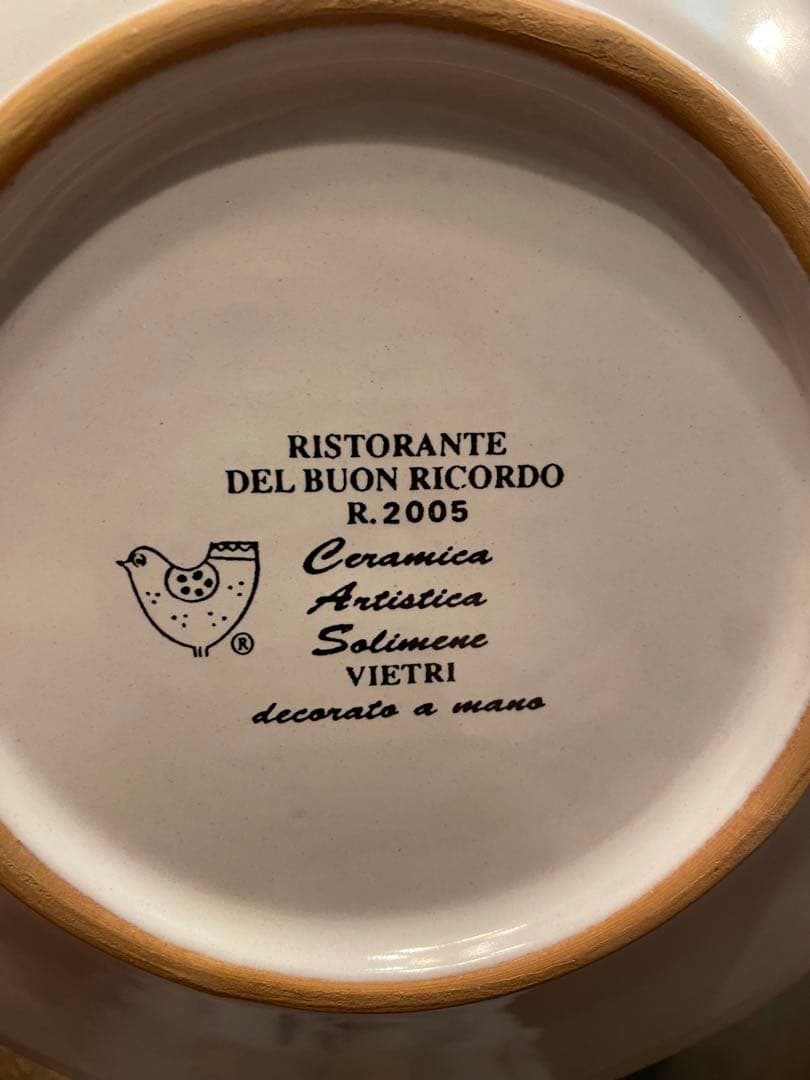 RISTORANTE
DEL BUON RICORDO
R. 2005
Ceramica
Artistica
Solimene
®
VIETRI
decorato a mano